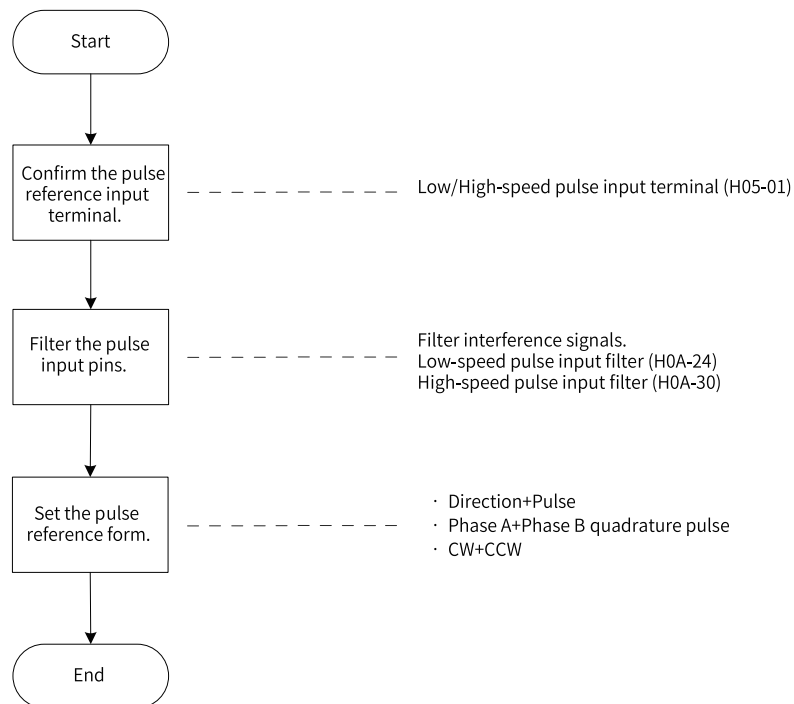 Start
Confirm the pulse
reference input
terminal.
Low/High-speed pulse input terminal (H05-01)
Filter the pulse
input pins.
Filter interference signals.
Low-speed pulse input filter (H0A-24)
High-speed pulse input filter (H0A-30)
Set the pulse
reference form.
· Direction+Pulse
· Phase A+Phase B quadrature pulse
· CW+CCW
End